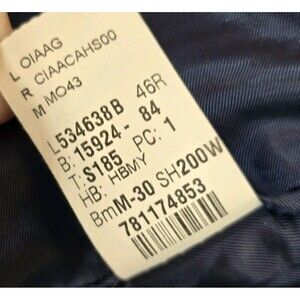 L OIAAG
R CIAACAHS00
M MO43
L534638B 46R
B: 15924 - 84
T: S185 PC: 1
HB: HBMY
BmM-30 SH200W
781174853